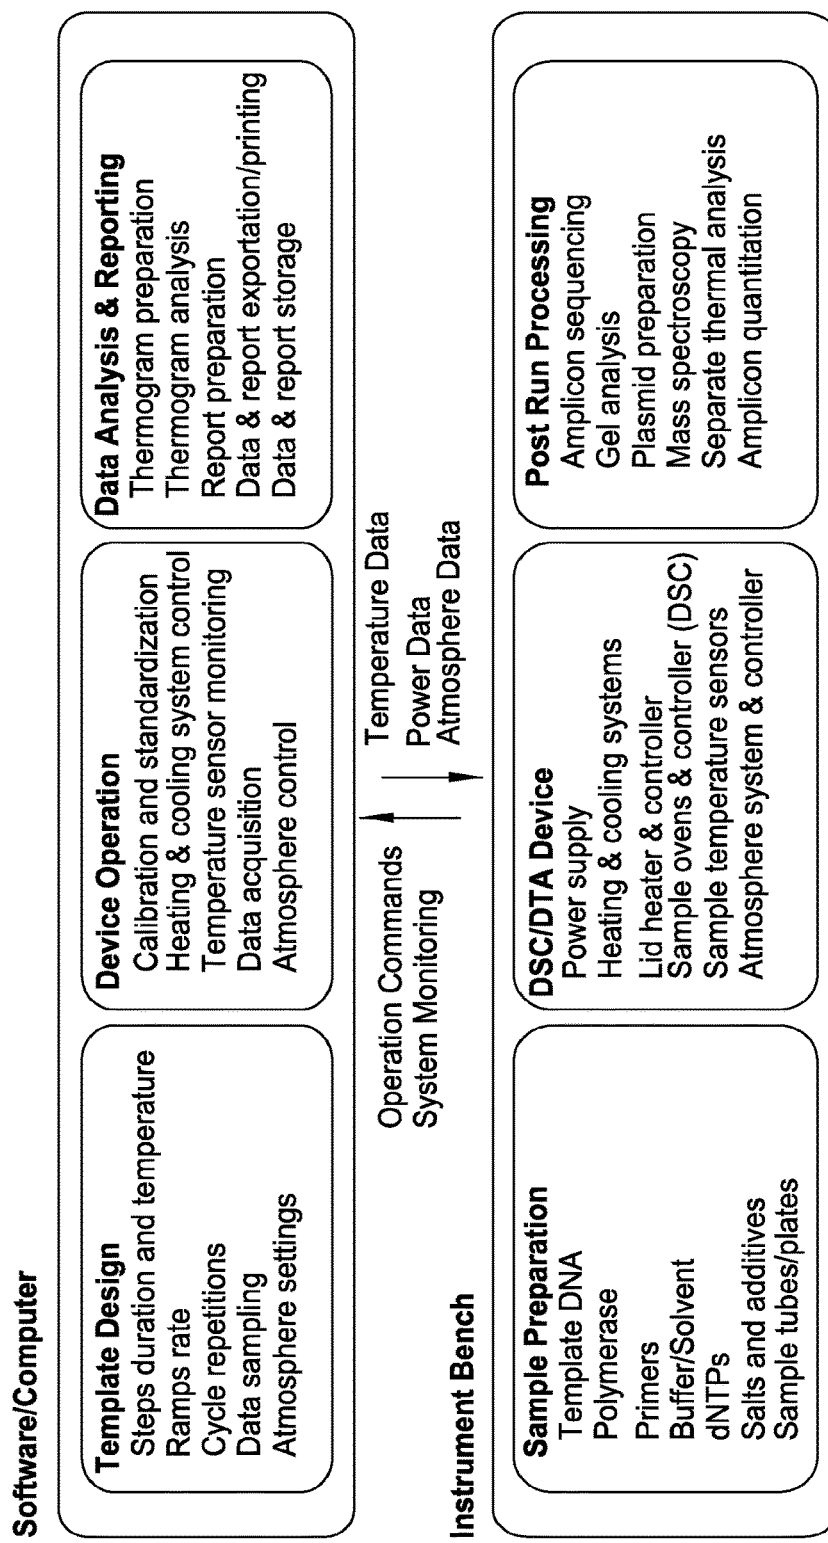 Software/Computer
Template Design
Steps duration and temperature
Ramps rate
Cycle repetitions
Data sampling
Atmosphere settings
Device Operation
Calibration and standardization
Heating & cooling system control
Temperature sensor monitoring
Data acquisition
Atmosphere control
Data Analysis & Reporting
Thermogram preparation
Thermogram analysis
Report preparation
Data & report exportation/printing
Data & report storage
Operation Commands
System Monitoring
Temperature Data
Power Data
Atmosphere Data
Instrument Bench
Sample Preparation
Template DNA
Polymerase
Primers
Buffer/Solvent
dNTPs
Salts and additives
Sample tubes/plates
DSC/DTA Device
Power supply
Heating & cooling systems
Lid heater & controller
Sample ovens & controller (DSC)
Sample temperature sensors
Atmosphere system & controller
Post Run Processing
Amplicon sequencing
Gel analysis
Plasmid preparation
Mass spectroscopy
Separate thermal analysis
Amplicon quantitation